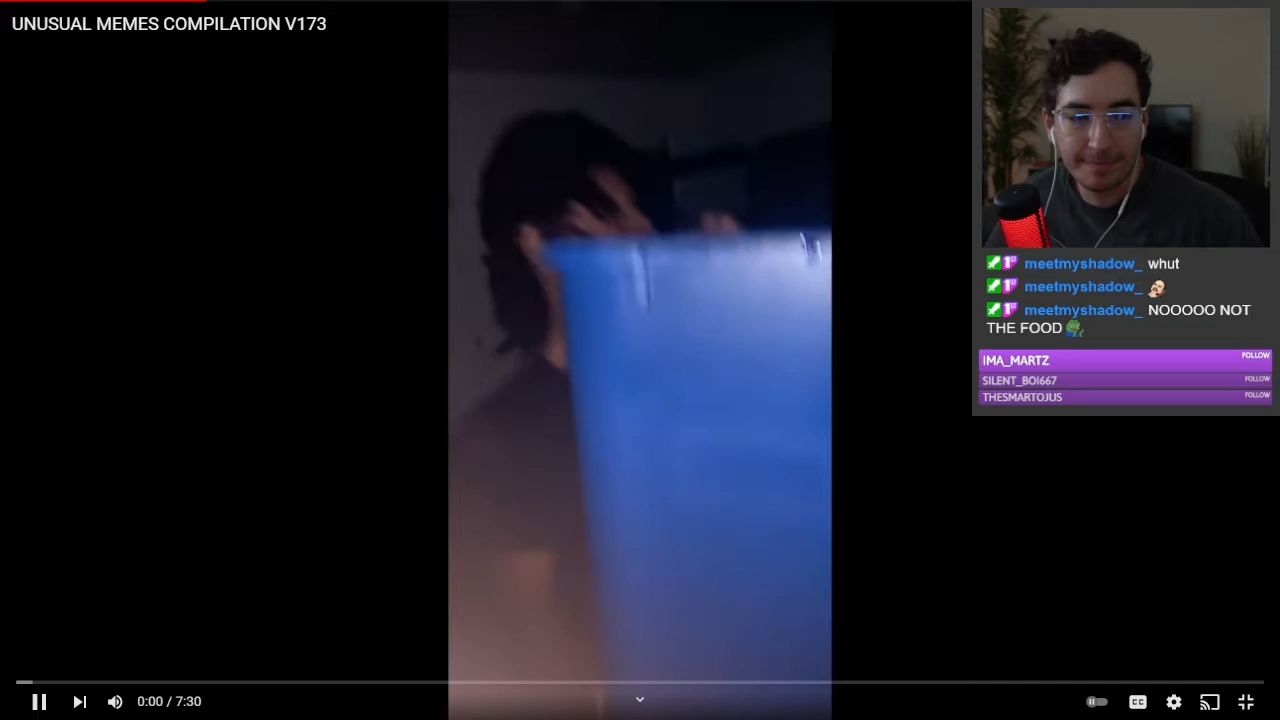 UNUSUAL MEMES COMPILATION V173
meetmyshadow_ whut
meetmyshadow_
meetmyshadow_ NOOOOO NOT
THE FOOD
IMA_MARTZ FOLLOW
SILENT_BOI667 FOLLOW
THESMARTOJUS FOLLOW
0:00 / 7:30
CC